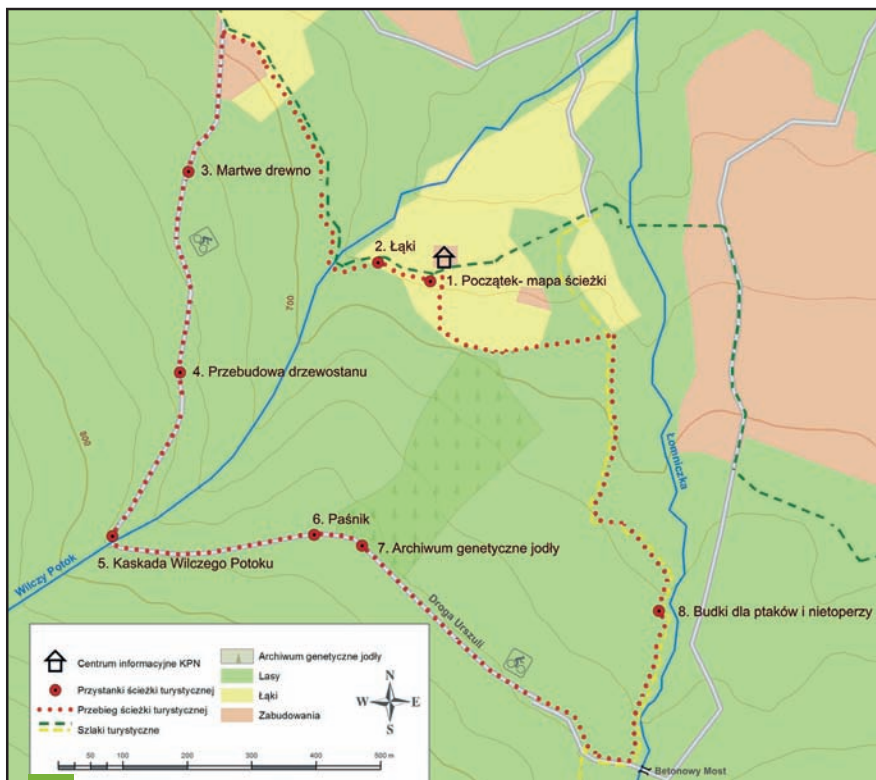 3. Martwe drewno
2. Łąki
1. Początek- mapa ścieżki
700
4. Przebudowa drzewostanu
800
Łomniczka
6. Paśnik
7. Archiwum genetyczne jodły
5. Kaskada Wilczego Potoku
Wilczy Potok
Droga Urszuli
8. Budki dla ptaków i nietoperzy
Betonowy Most
Centrum informacyjne KPN
Przystanki ścieżki turystycznej
Przebieg ścieżki turystycznej
Szlaki turystyczne
Archiwum genetyczne jodły
Lasy
Łąki
Zabudowania
N
W E
S
0 50 100 200 300 400 500 m